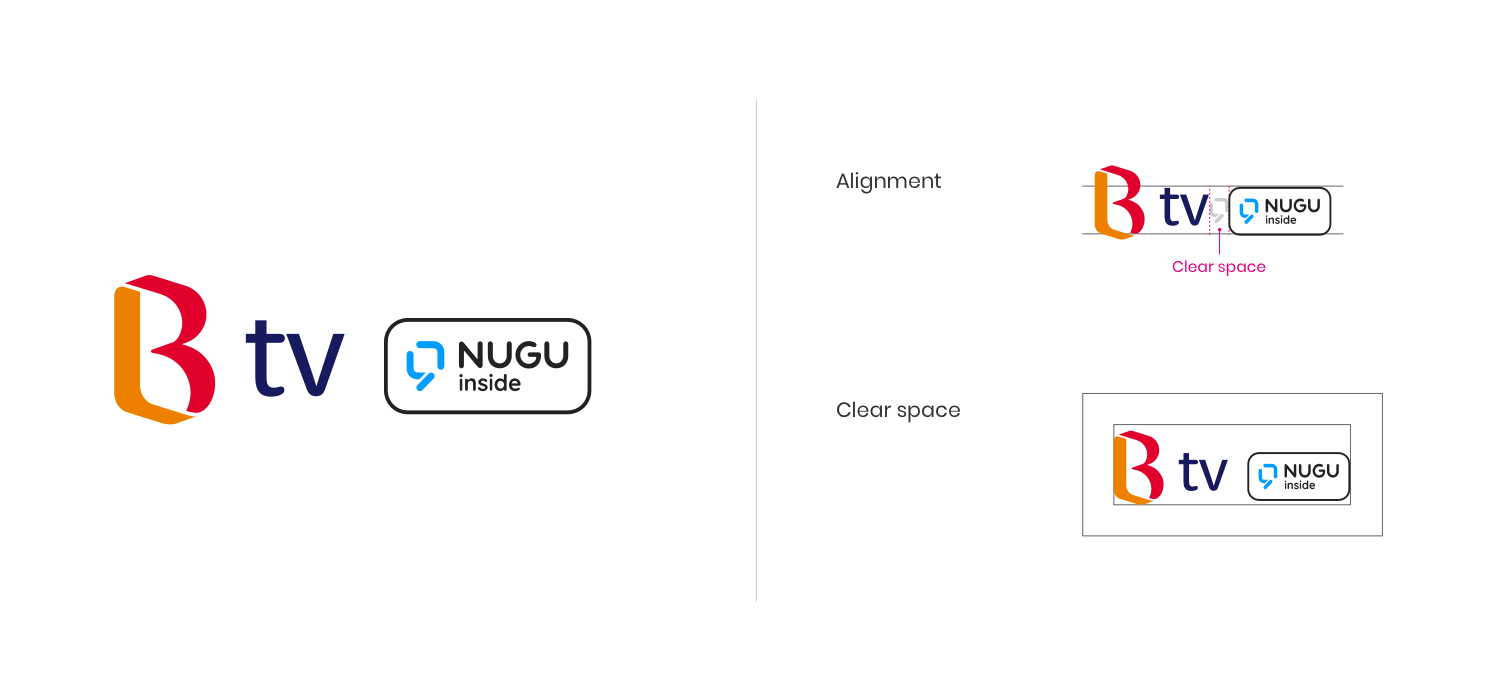 B tv
NUGU
inside
Alignment
B tv
NUGU
inside
Clear space
Clear space
B tv
NUGU
inside